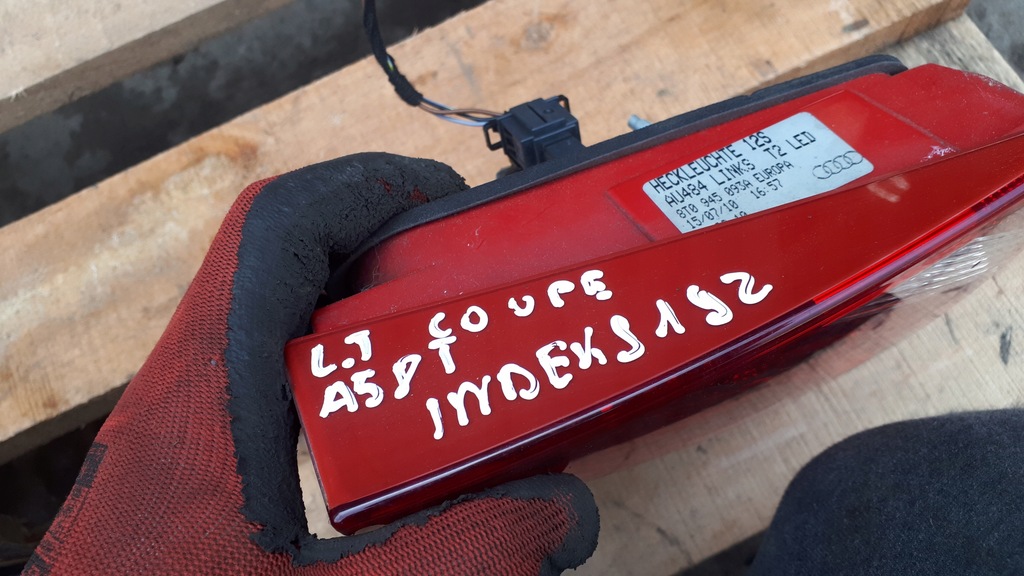 HECKLEUCHTE 12S
AU484 LINKS T2 LED
8T0 945 093A EUROPA
15/07/10 16:57
L.T
COUPE
A5 8T
INDEKS 192